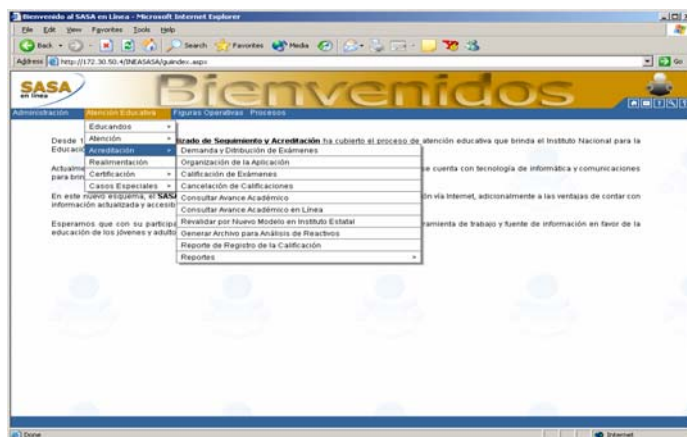 Bienvenido al SASA en Linea - Microsoft Internet Explorer
File Edit View Favorites Tools Help
Back Search Favorites Media
Address http://172.30.50.4/INEASASA/guindex.aspx Go
SASA
en línea
Bienvenidos
Administración Atención Educativa Figuras Operativas Procesos
Educandos
Atención
Acreditación
Realimentación
Certificación
Casos Especiales
Demanda y Ditribución de Exámenes
Organización de la Aplicación
Calificación de Exámenes
Cancelación de Calificaciones
Consultar Avance Académico
Consultar Avance Académico en Línea
Revalidar por Nuevo Modelo en Instituto Estatal
Generar Archivo para Análisis de Reactivos
Reporte de Registro de la Calificación
Reportes
Desde 1 izado de Seguimiento y Acreditación ha cubierto el proceso de atención educativa que brinda el Instituto Nacional para la
Educació
Actualme se cuenta con tecnología de informática y comunicaciones
para brin
En este nuevo esquema, el SASA ón vía Internet, adicionalmente a las ventajas de contar con
información actualizada y accesib
Esperamos que con su particip ramienta de trabajo y fuente de información en favor de la
educación de los jóvenes y adulto
Done Internet